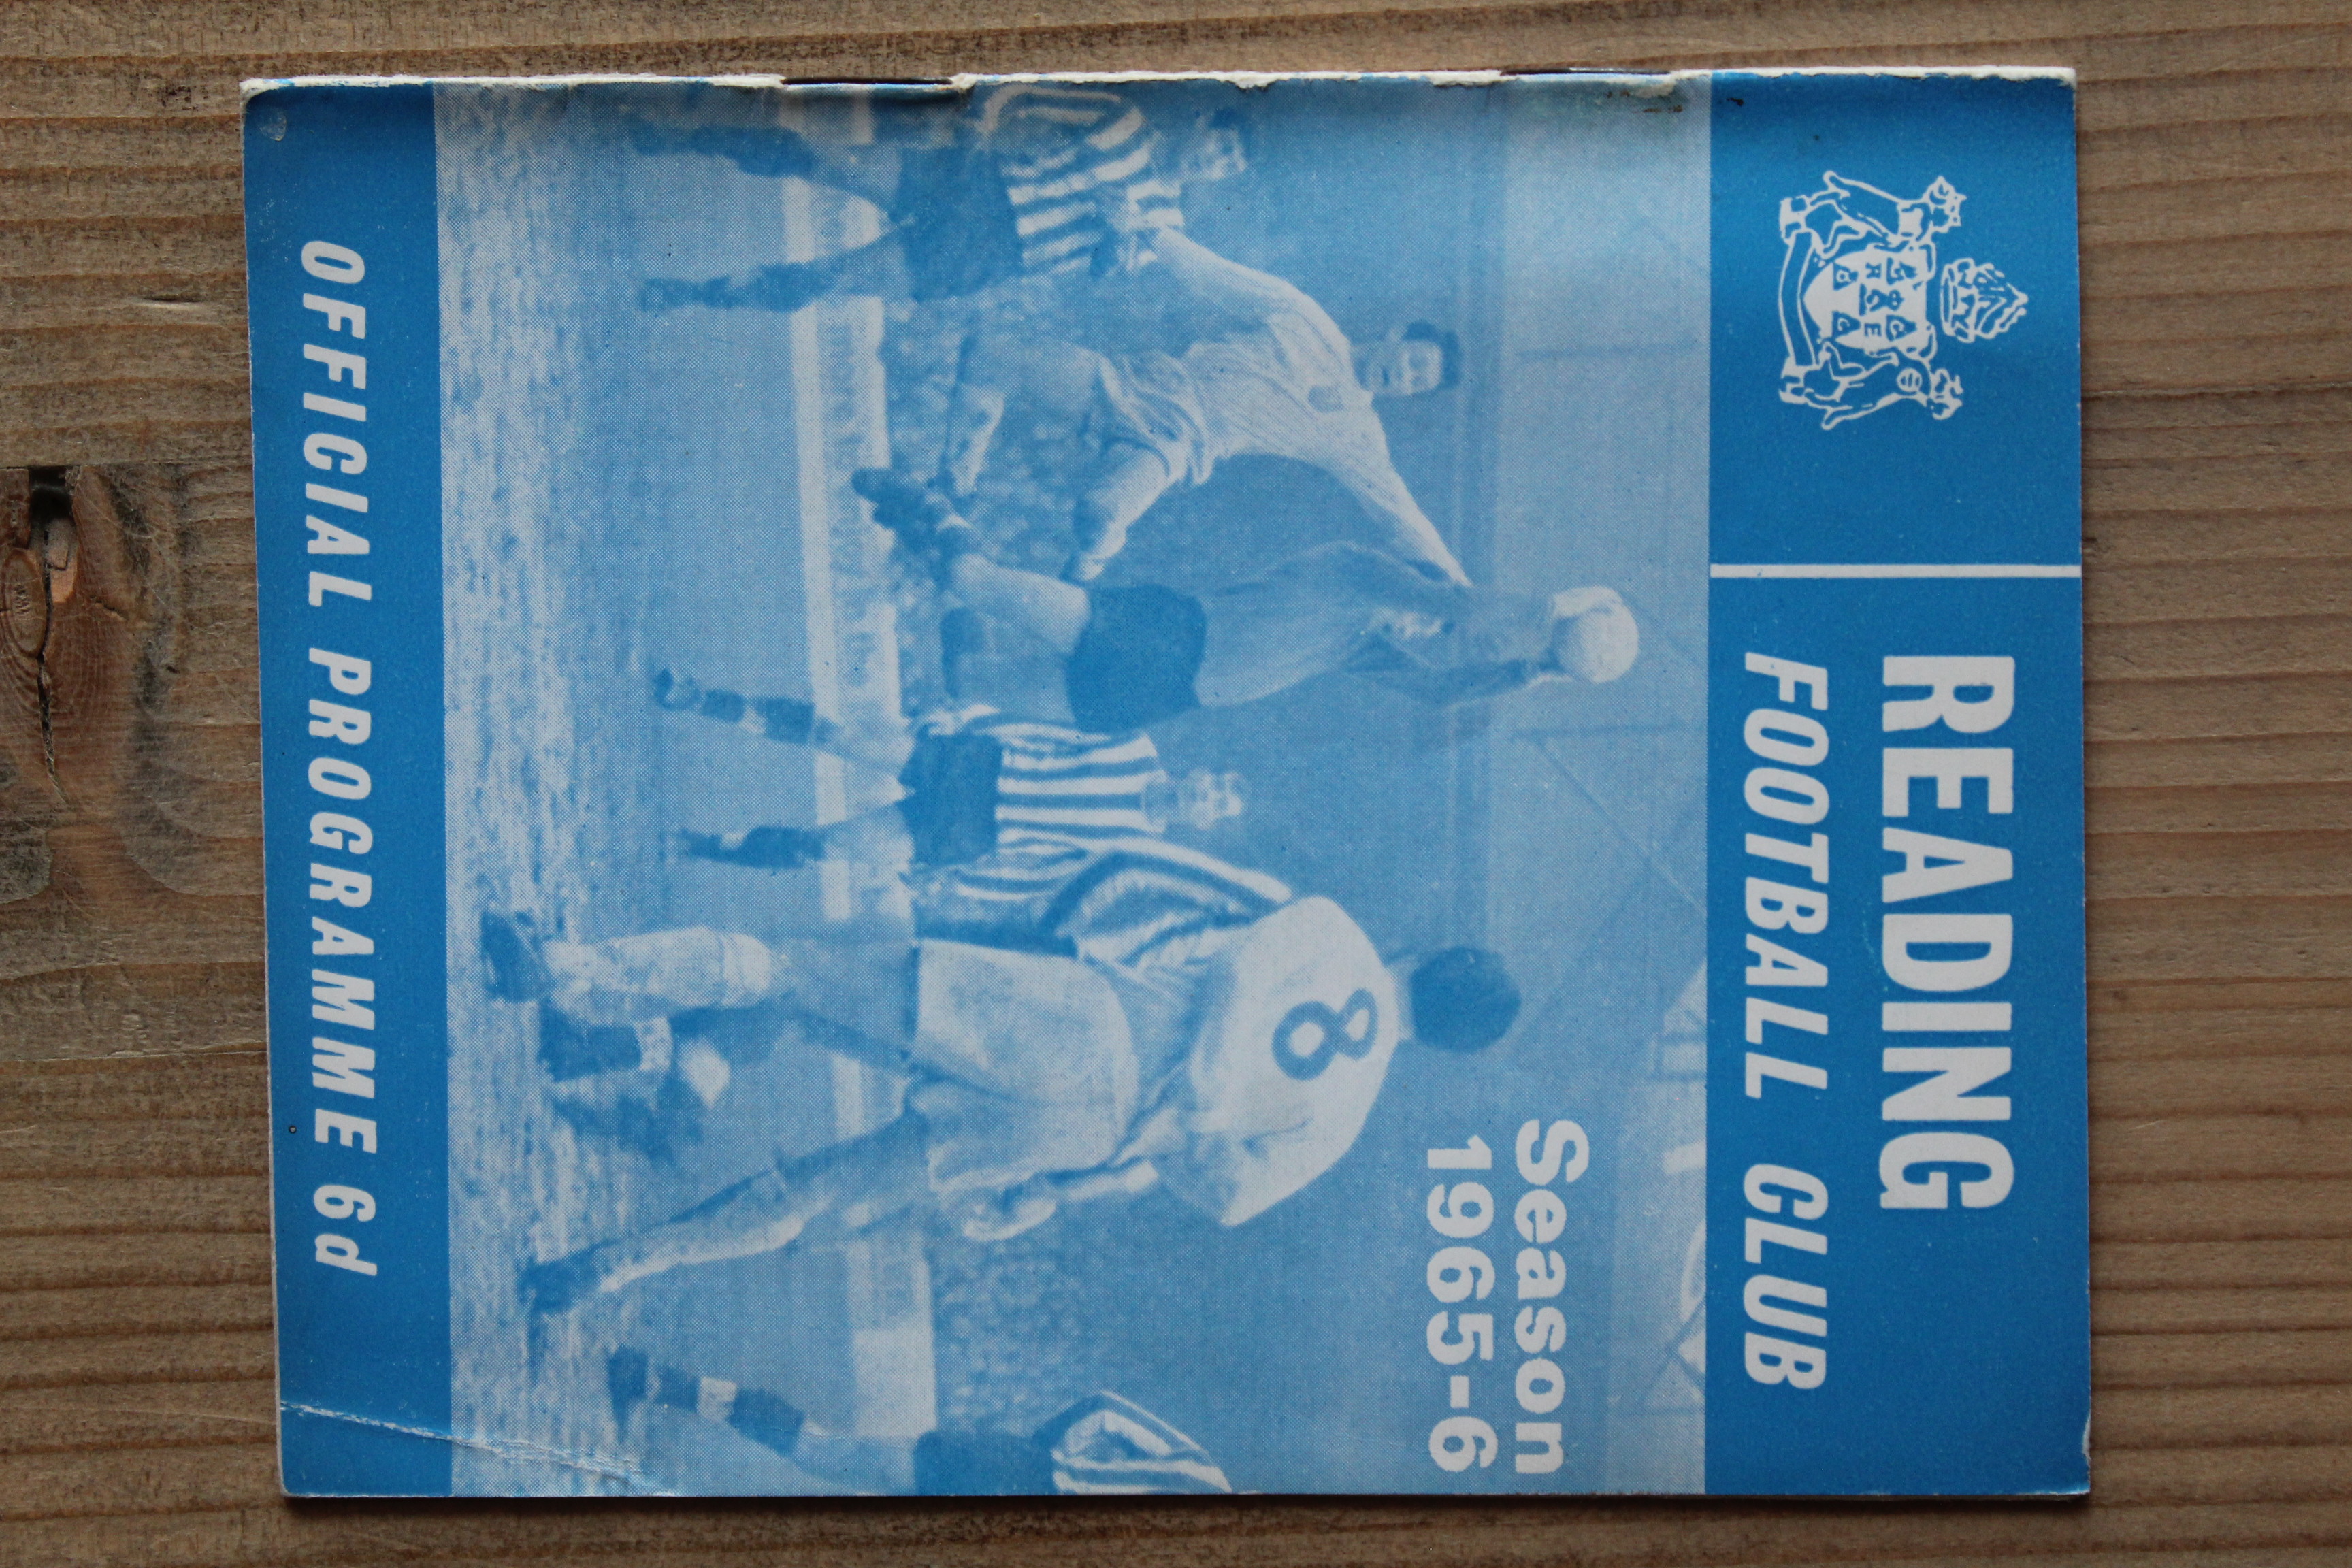 READING
FOOTBALL CLUB
Season
1965-6
8
OFFICIAL PROGRAMME 6d